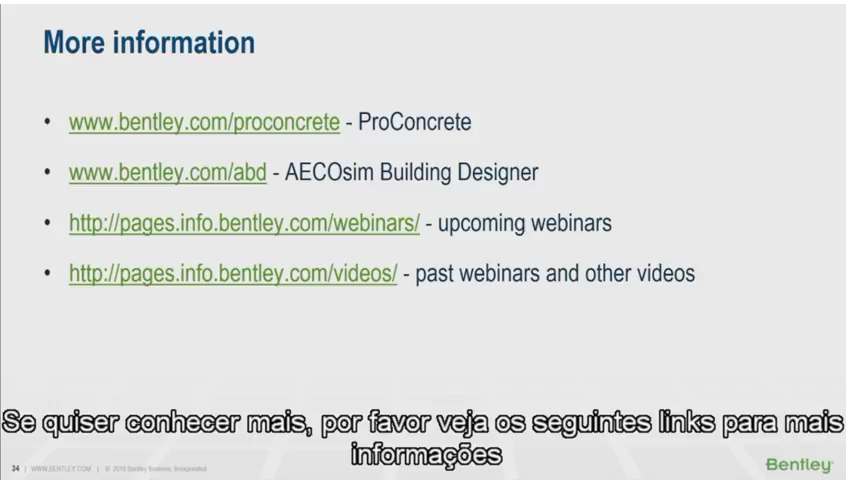 More information
• www.bentley.com/proconcrete - ProConcrete
• www.bentley.com/abd - AECOsim Building Designer
• http://pages.info.bentley.com/webinars/ - upcoming webinars
• http://pages.info.bentley.com/videos/ - past webinars and other videos
Se quiser conhecer mais, por favor veja os seguintes links para mais
informações
34 | WWW.BENTLEY.COM | © 2016 Bentley Systems, Incorporated
Bentley